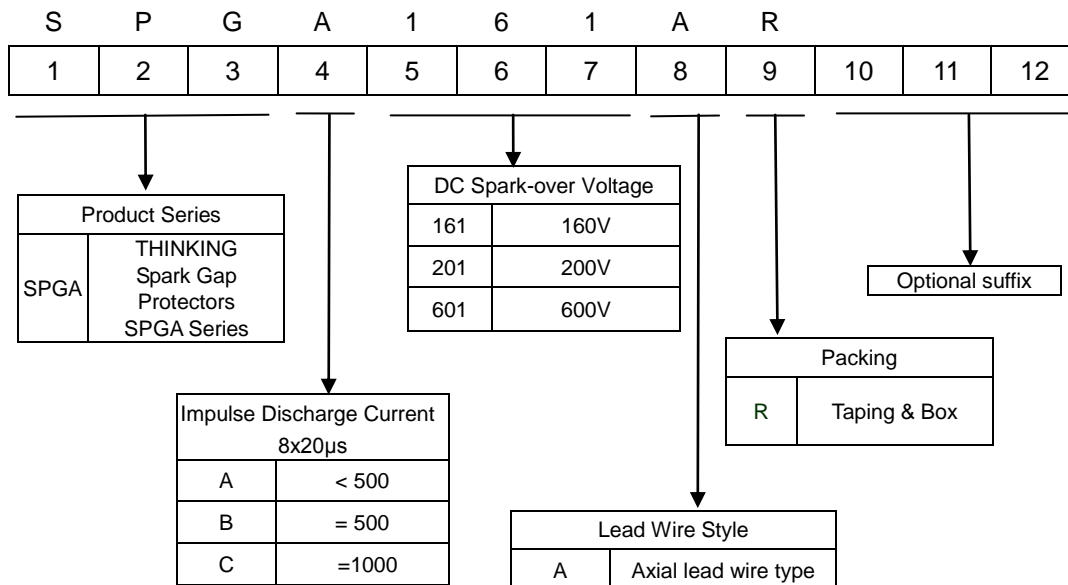 S P G A 1 6 1 A R
1 2 3 4 5 6 7 8 9 10 11 12
Product Series
SPGA
THINKING
Spark Gap
Protectors
SPGA Series
DC Spark-over Voltage
161 160V
201 200V
601 600V
Optional suffix
Packing
R Taping & Box
Impulse Discharge Current
8x20µs
A < 500
B = 500
C =1000
Lead Wire Style
A Axial lead wire type